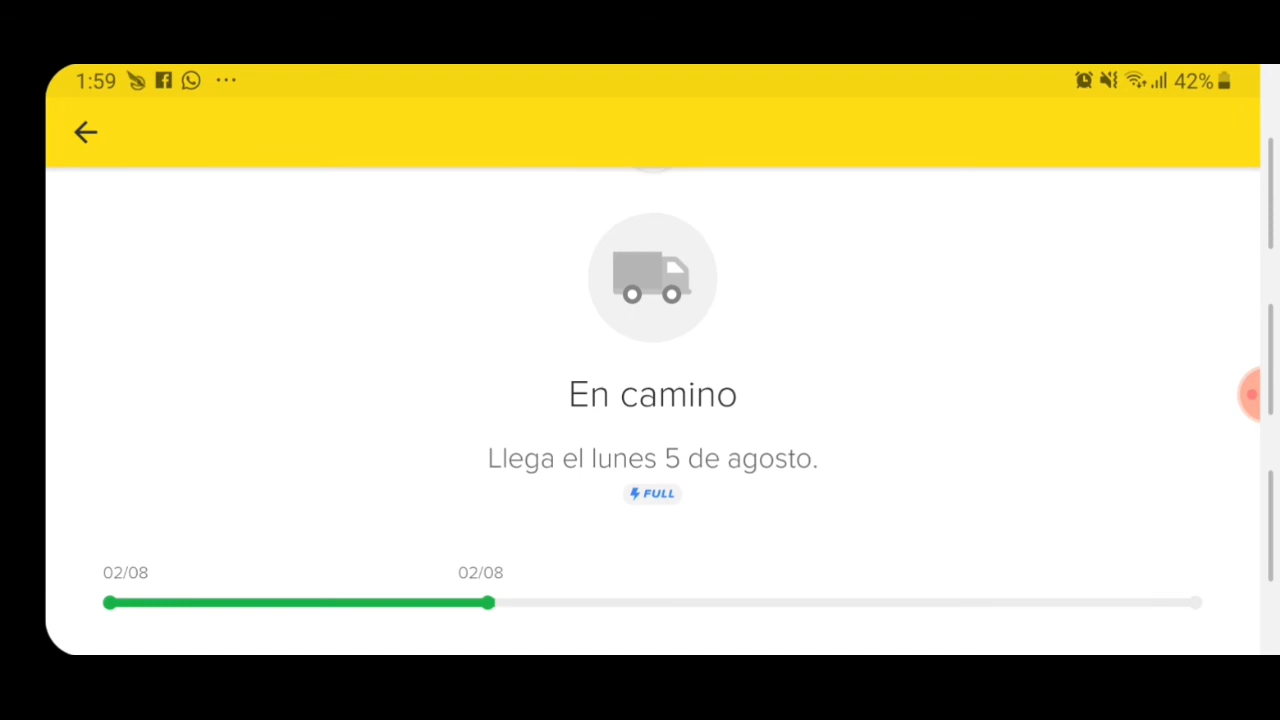 1:59 ... 42%
En camino
Llega el lunes 5 de agosto.
FULL
02/08 02/08